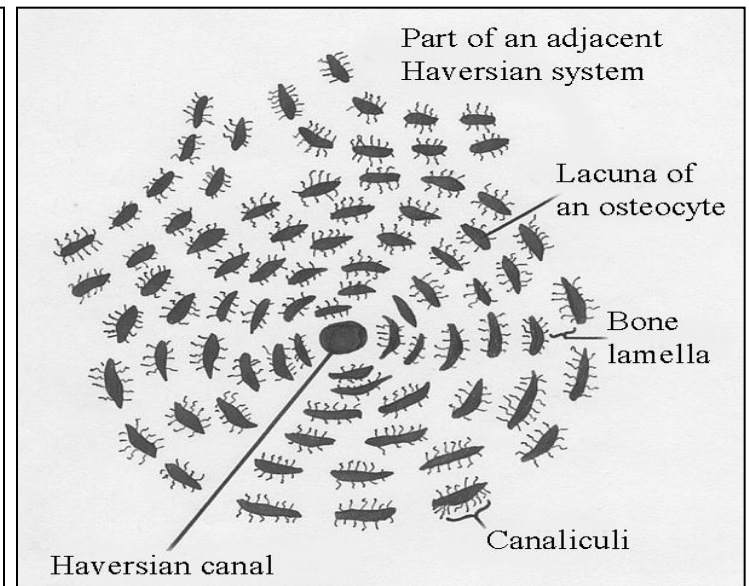 Part of an adjacent
Haversian system
Lacuna of
an osteocyte
Bone
lamella
Canaliculi
Haversian canal